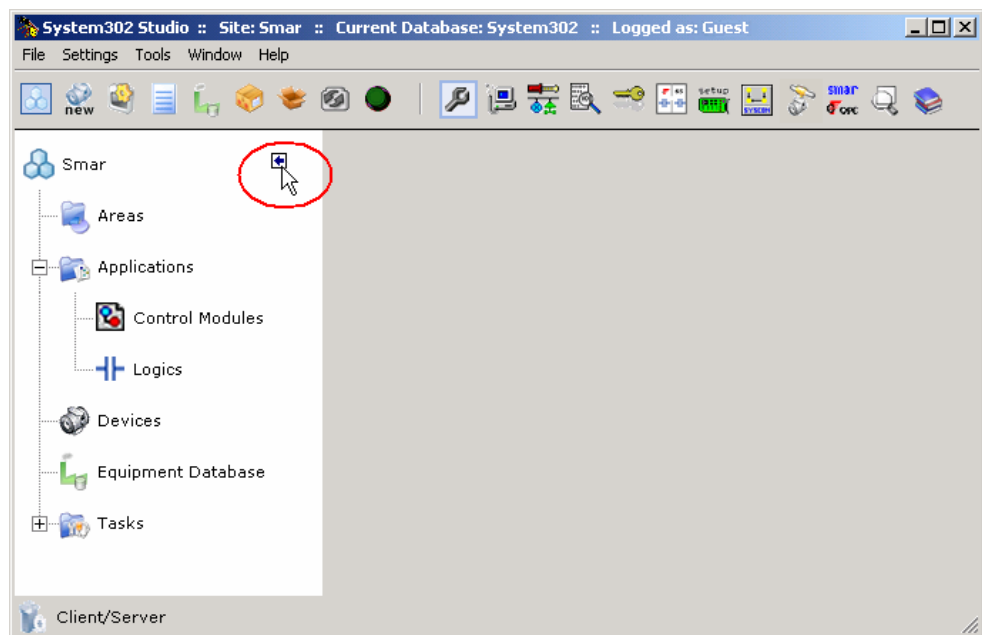 System302 Studio :: Site: Smar :: Current Database: System302 :: Logged as: Guest
File Settings Tools Window Help
new setup SYSTEM smar OPC
Smar
Areas
Applications
Control Modules
Logics
Devices
Equipment Database
Tasks
Client/Server